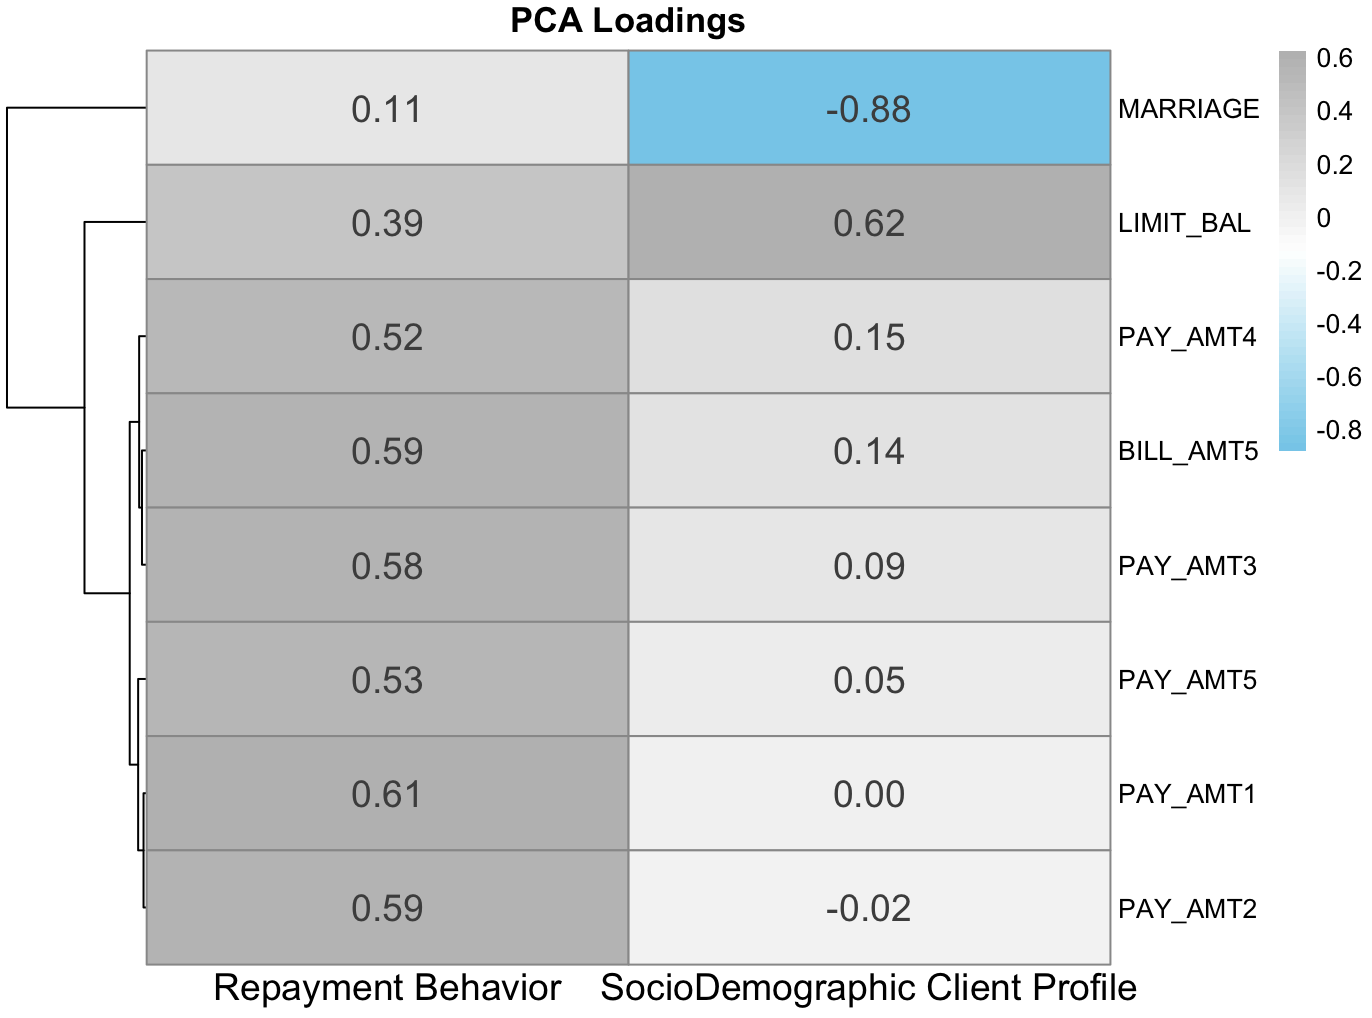 PCA Loadings
0.11 -0.88 MARRIAGE
0.39 0.62 LIMIT_BAL
0.52 0.15 PAY_AMT4
0.59 0.14 BILL_AMT5
0.58 0.09 PAY_AMT3
0.53 0.05 PAY_AMT5
0.61 0.00 PAY_AMT1
0.59 -0.02 PAY_AMT2
Repayment Behavior SocioDemographic Client Profile
0.6
0.4
0.2
0
-0.2
-0.4
-0.6
-0.8